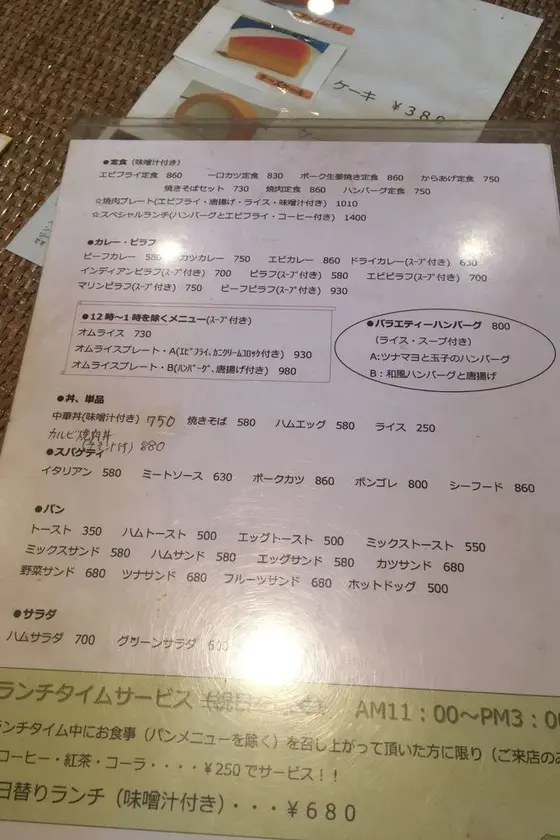 チーズケーキ
ケーキ ￥380
●定食（味噌汁付き）
エビフライ定食 860 一口カツ定食 830 ポーク生姜焼き定食 860 からあげ定食 750
焼きそばセット 730 焼肉定食 860 ハンバーグ定食 750
☆焼肉プレート(エビフライ・唐揚げ・ライス・味噌汁付き) 1010
☆スペシャルランチ(ハンバーグとエビフライ・コーヒー付き) 1400
●カレー・ピラフ
ビーフカレー 580 カツカレー 750 エビカレー 860 ドライカレー(ｽｰﾌﾟ付き) 630
インディアンピラフ(ｽｰﾌﾟ付き) 700 ピラフ(ｽｰﾌﾟ付き) 580 エビピラフ(ｽｰﾌﾟ付き) 700
マリンピラフ(ｽｰﾌﾟ付き) 750 ビーフピラフ(ｽｰﾌﾟ付き) 930
●12時～1時を除くメニュー(ｽｰﾌﾟ付き)
オムライス 730
オムライスプレート・A(ｴﾋﾞﾌﾗｲ､ｶﾆｸﾘｰﾑｺﾛｯｹ付き) 930
オムライスプレート・B(ﾊﾝﾊﾞｰｸﾞ､唐揚げ付き) 980
●バラエティーハンバーグ 800
（ライス・スープ付き）
A:ツナマヨと玉子のハンバーグ
B：和風ハンバーグと唐揚げ
●丼、単品
中華丼(味噌汁付き) 750 焼きそば 580 ハムエッグ 580 ライス 250
カルビ焼肉丼
880
●スパゲティ
イタリアン 580 ミートソース 630 ポークカツ 860 ボンゴレ 800 シーフード 860
●パン
トースト 350 ハムトースト 500 エッグトースト 500 ミックストースト 550
ミックスサンド 580 ハムサンド 580 エッグサンド 580 カツサンド 680
野菜サンド 680 ツナサンド 680 フルーツサンド 680 ホットドッグ 500
●サラダ
ハムサラダ 700 グリーンサラダ
ランチタイムサービス AM11：00～PM3：00
ランチタイム中にお食事（パンメニューを除く）を召し上がって頂いた方に限り（ご来店のみ
コーヒー・紅茶・コーラ・・・・￥250でサービス！！
日替りランチ（味噌汁付き）・・・￥680